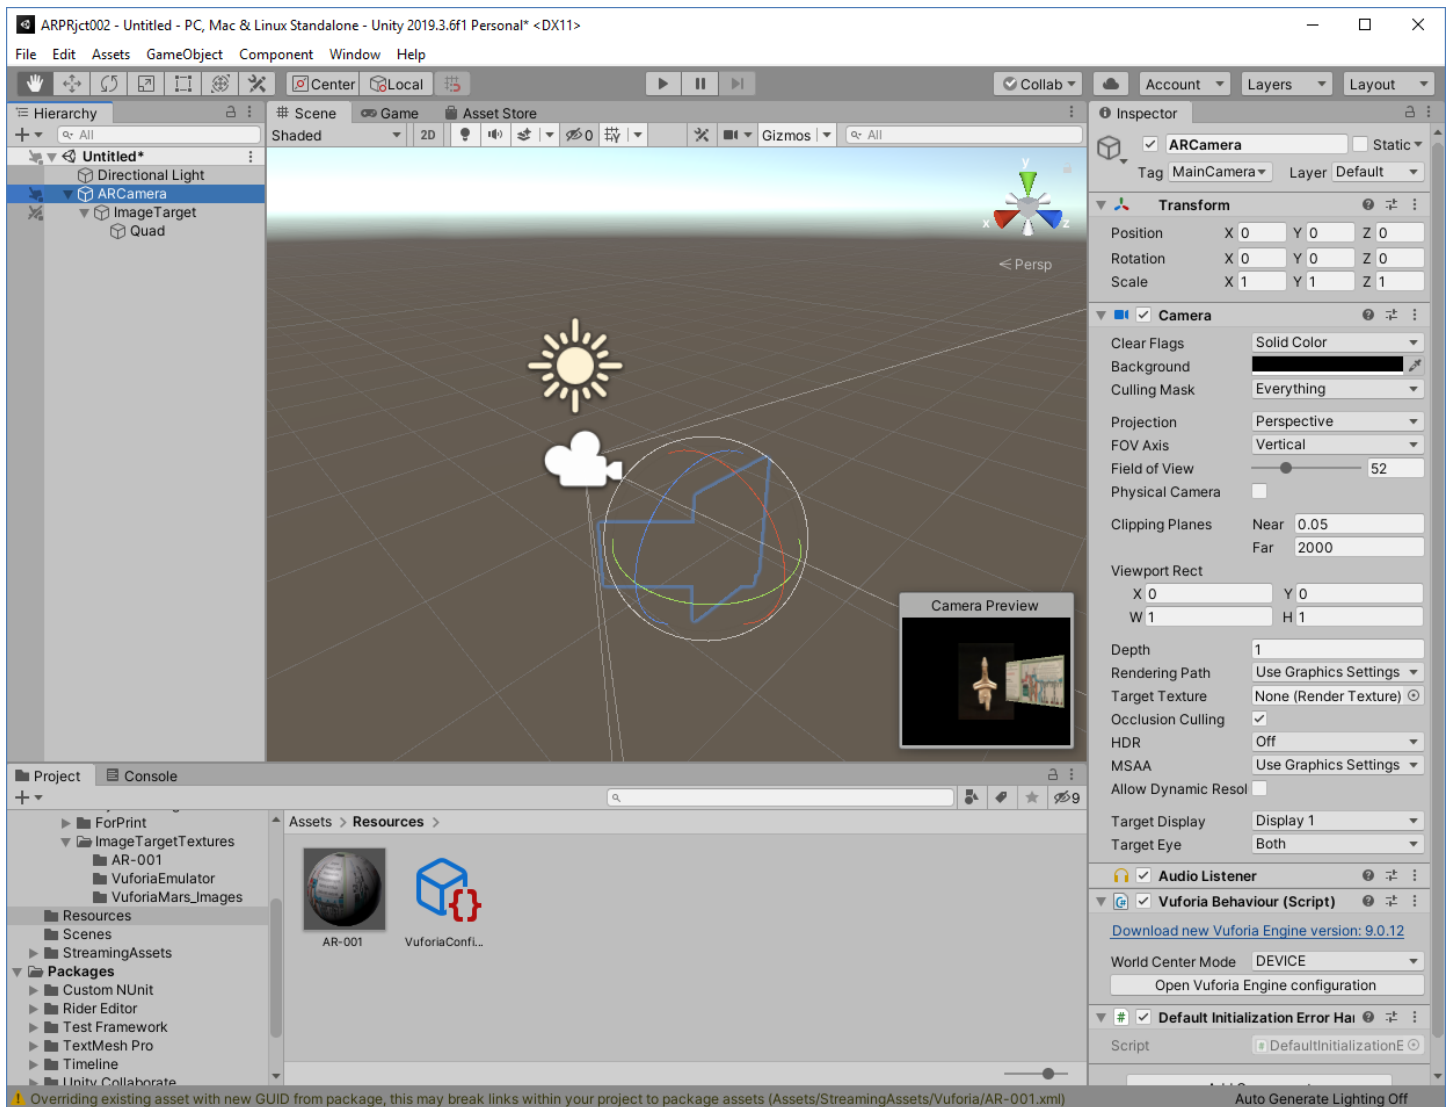 ARPRjct002 - Untitled - PC, Mac & Linux Standalone - Unity 2019.3.6f1 Personal* <DX11>
File Edit Assets GameObject Component Window Help
Center Local Collab Account Layers Layout
Hierarchy
All
Untitled*
Directional Light
ARCamera
ImageTarget
Quad
Scene Game Asset Store
Shaded 2D 0 Gizmos All
y
x z
Persp
Camera Preview
Inspector
ARCamera Static
Tag MainCamera Layer Default
Transform
Position X 0 Y 0 Z 0
Rotation X 0 Y 0 Z 0
Scale X 1 Y 1 Z 1
Camera
Clear Flags Solid Color
Background
Culling Mask Everything
Projection Perspective
FOV Axis Vertical
Field of View 52
Physical Camera
Clipping Planes Near 0.05
Far 2000
Viewport Rect
X 0 Y 0
W 1 H 1
Depth 1
Rendering Path Use Graphics Settings
Target Texture None (Render Texture)
Occlusion Culling
HDR Off
MSAA Use Graphics Settings
Allow Dynamic Resol
Target Display Display 1
Target Eye Both
Audio Listener
Vuforia Behaviour (Script)
Download new Vuforia Engine version: 9.0.12
World Center Mode DEVICE
Open Vuforia Engine configuration
Default Initialization Error Ha
Script DefaultInitializationE
Project Console
9
ForPrint
ImageTargetTextures
AR-001
VuforiaEmulator
VuforiaMars_Images
Resources
Scenes
StreamingAssets
Packages
Custom NUnit
Rider Editor
Test Framework
TextMesh Pro
Timeline
Unity Collaborate
Assets > Resources >
AR-001 VuforiaConfi...
Overriding existing asset with new GUID from package, this may break links within your project to package assets (Assets/StreamingAssets/Vuforia/AR-001.xml)
Auto Generate Lighting Off